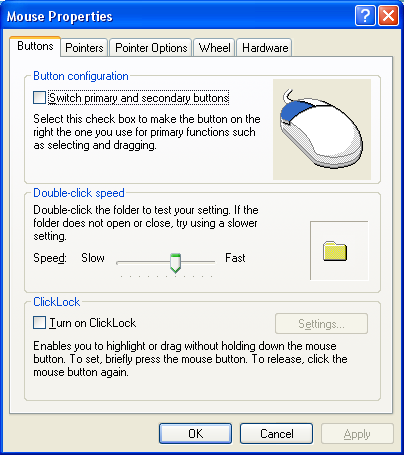 Mouse Properties
Buttons Pointers Pointer Options Wheel Hardware
Button configuration
Switch primary and secondary buttons
Select this check box to make the button on the
right the one you use for primary functions such
as selecting and dragging.
Double-click speed
Double-click the folder to test your setting. If the
folder does not open or close, try using a slower
setting.
Speed: Slow Fast
ClickLock
Turn on ClickLock
Settings...
Enables you to highlight or drag without holding down the mouse
button. To set, briefly press the mouse button. To release, click the
mouse button again.
OK Cancel Apply